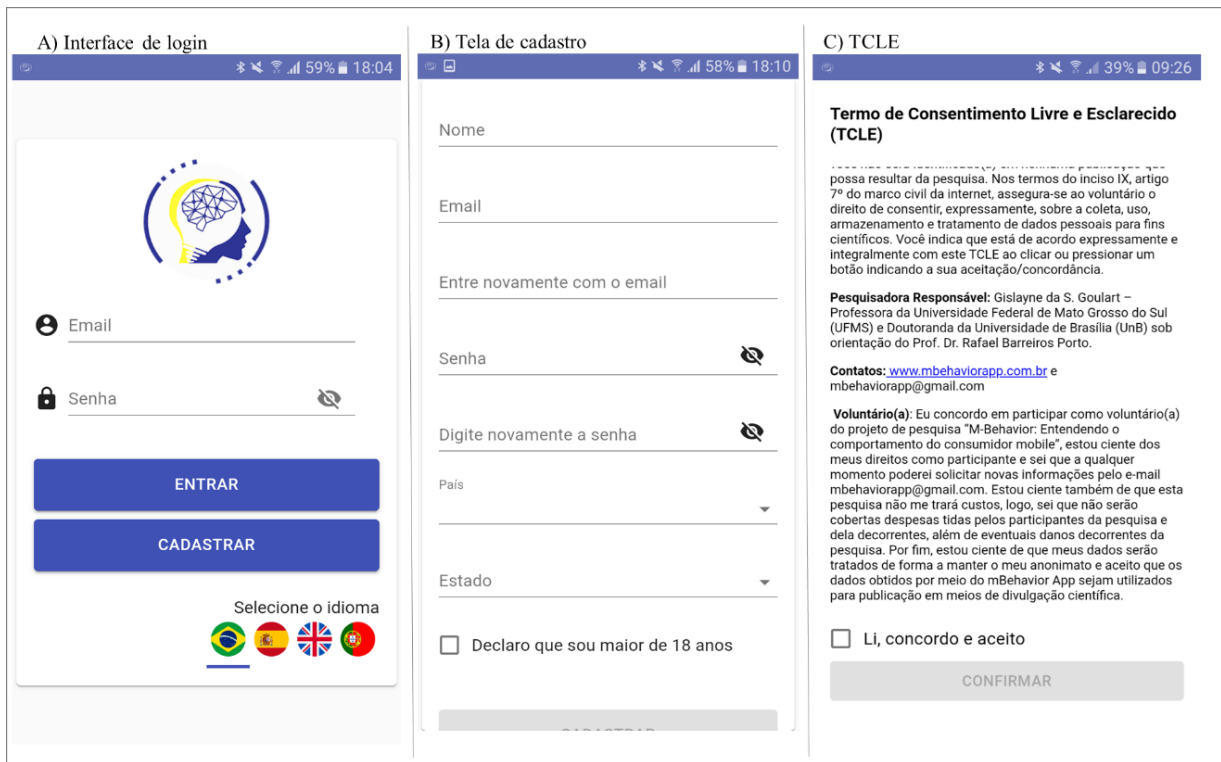 A) Interface de login
59% 18:04
Email
Senha
ENTRAR
CADASTRAR
Selecione o idioma
B) Tela de cadastro
58% 18:10
Nome
Email
Entre novamente com o email
Senha
Digite novamente a senha
País
Estado
Declaro que sou maior de 18 anos
C) TCLE
39% 09:26
Termo de Consentimento Livre e Esclarecido
(TCLE)
possa resultar da pesquisa. Nos termos do inciso IX, artigo
7º do marco civil da internet, assegura-se ao voluntário o
direito de consentir, expressamente, sobre a coleta, uso,
armazenamento e tratamento de dados pessoais para fins
científicos. Você indica que está de acordo expressamente e
integralmente com este TCLE ao clicar ou pressionar um
botão indicando a sua aceitação/concordância.
Pesquisadora Responsável: Gislayne da S. Goulart –
Professora da Universidade Federal de Mato Grosso do Sul
(UFMS) e Doutoranda da Universidade de Brasília (UnB) sob
orientação do Prof. Dr. Rafael Barreiros Porto.
Contatos: www.mbehaviorapp.com.br e
mbehaviorapp@gmail.com
Voluntário(a): Eu concordo em participar como voluntário(a)
do projeto de pesquisa "M-Behavior: Entendendo o
comportamento do consumidor mobile", estou ciente dos
meus direitos como participante e sei que a qualquer
momento poderei solicitar novas informações pelo e-mail
mbehaviorapp@gmail.com. Estou ciente também de que esta
pesquisa não me trará custos, logo, sei que não serão
cobertas despesas tidas pelos participantes da pesquisa e
dela decorrentes, além de eventuais danos decorrentes da
pesquisa. Por fim, estou ciente de que meus dados serão
tratados de forma a manter o meu anonimato e aceito que os
dados obtidos por meio do mBehavior App sejam utilizados
para publicação em meios de divulgação científica.
Li, concordo e aceito
CONFIRMAR